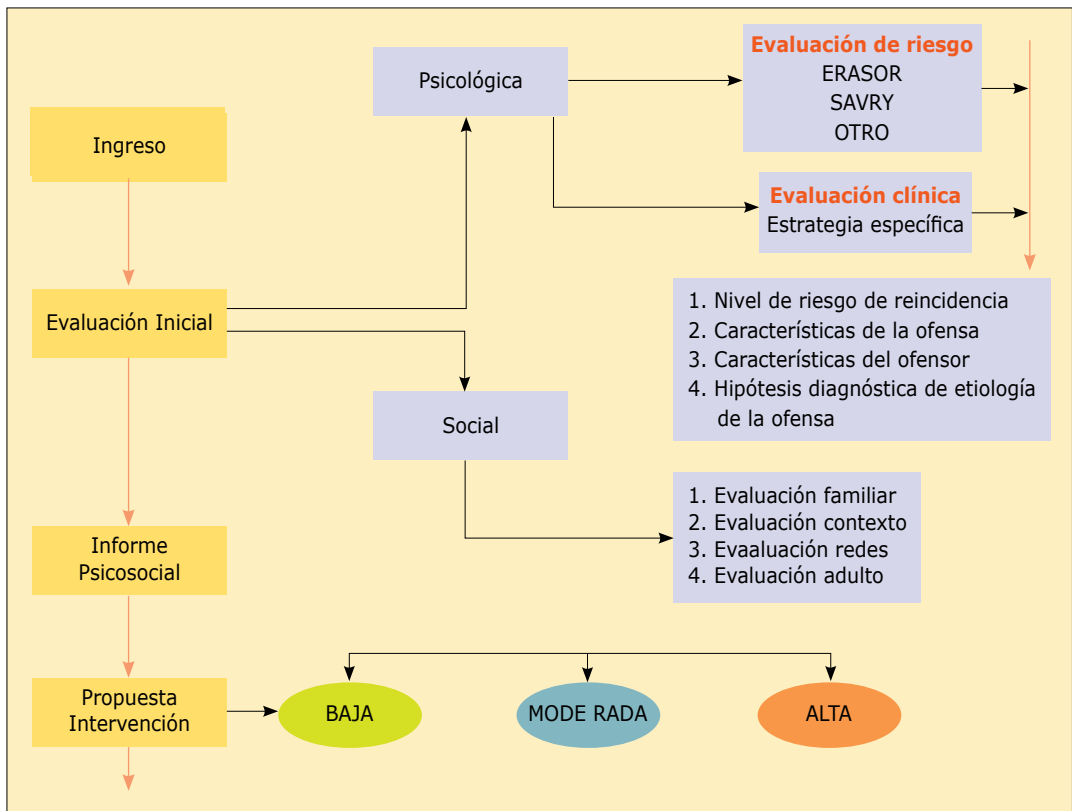 Ingreso
Evaluación Inicial
Informe
Psicosocial
Propuesta
Intervención
Psicológica
Social
Evaluación de riesgo
ERASOR
SAVRY
OTRO
Evaluación clínica
Estrategia específica
1. Nivel de riesgo de reincidencia
2. Características de la ofensa
3. Características del ofensor
4. Hipótesis diagnóstica de etiología
de la ofensa
1. Evaluación familiar
2. Evaluación contexto
3. Evaaluación redes
4. Evaluación adulto
BAJA
MODE RADA
ALTA